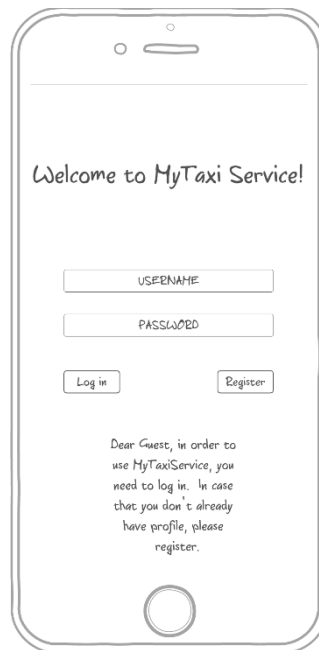 Welcome to MyTaxi Service!
USERNAME
PASSWORD
Log in
Register
Dear Guest, in order to
use MyTaxiService, you
need to log in. In case
that you don't already
have profile, please
register.